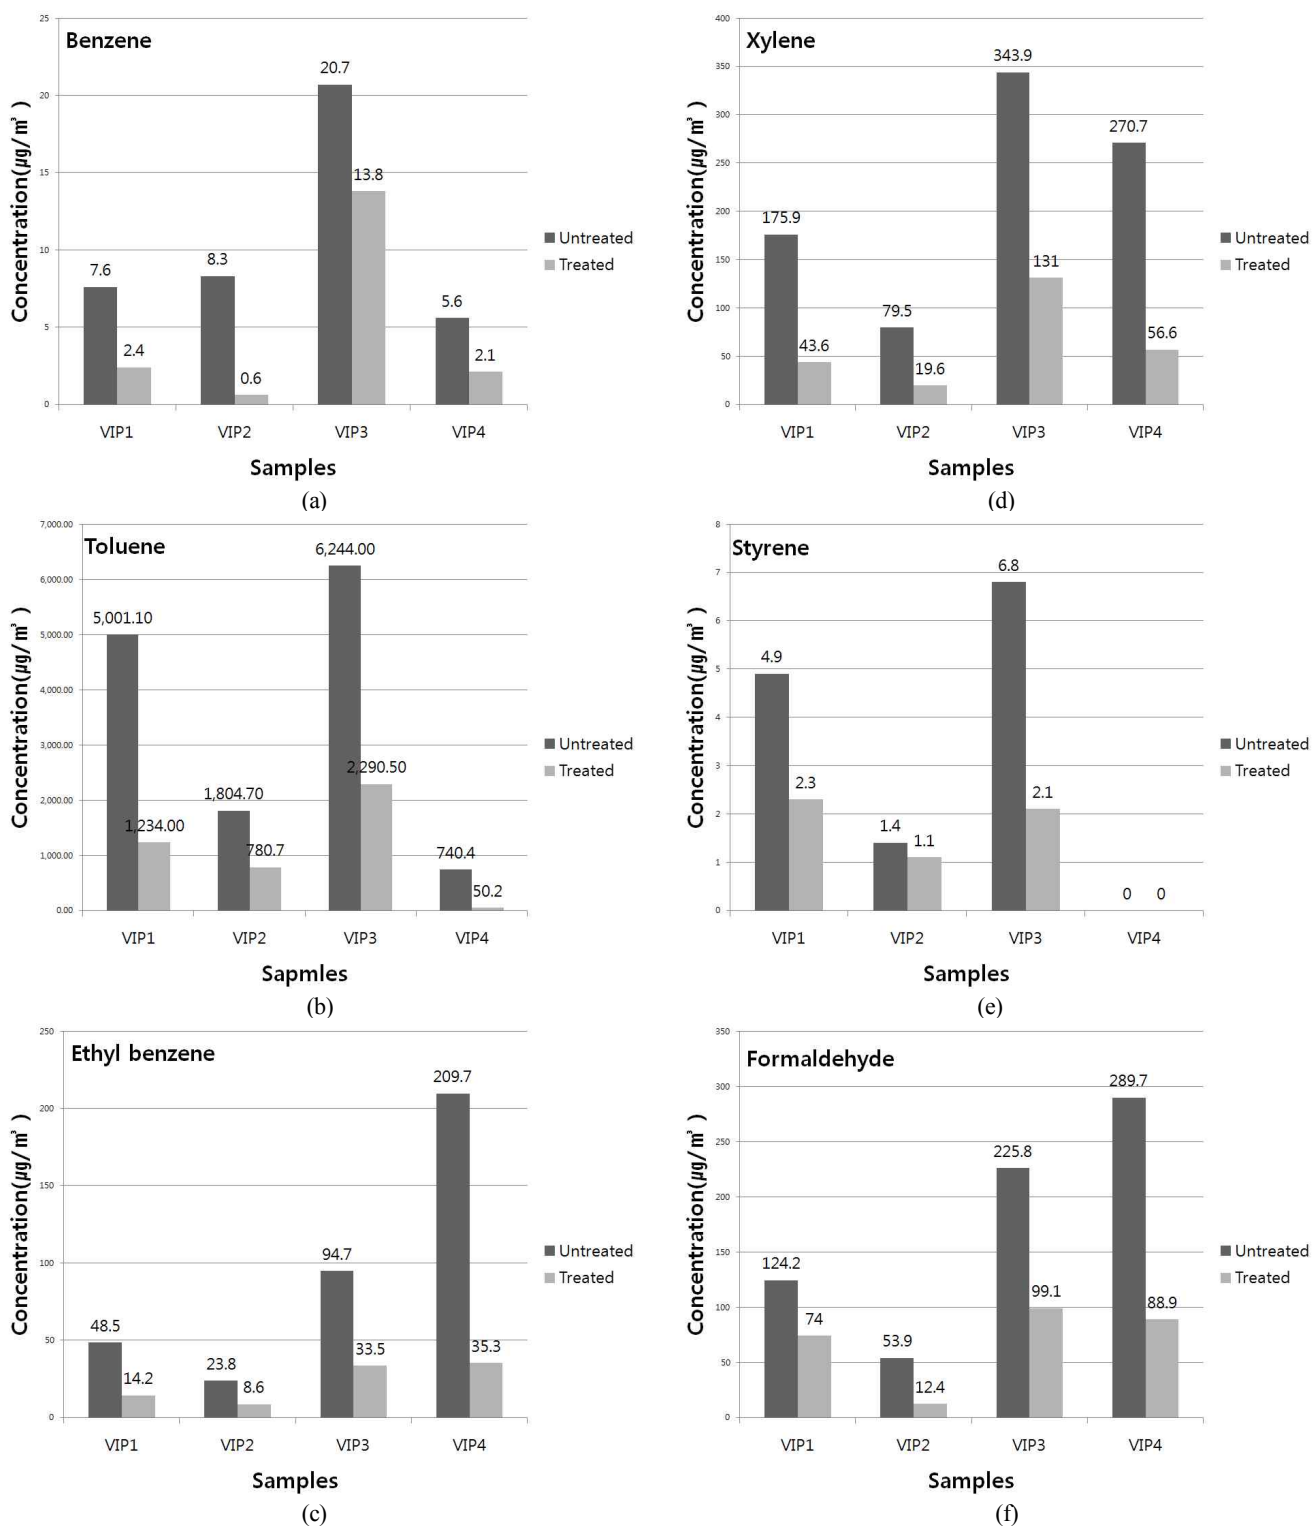 Benzene
Concentration(㎍/㎥)
25
20
15
10
5
0
7.6
2.4
8.3
0.6
20.7
13.8
5.6
2.1
VIP1 VIP2 VIP3 VIP4
Samples
Untreated
Treated
(a)
Xylene
Concentration(㎍/㎥)
400
350
300
250
200
150
100
50
0
175.9
43.6
79.5
19.6
343.9
131
270.7
56.6
VIP1 VIP2 VIP3 VIP4
Samples
Untreated
Treated
(d)
Toluene
Concentration(㎍/㎥)
7,000.00
6,000.00
5,000.00
4,000.00
3,000.00
2,000.00
1,000.00
0.00
5,001.10
1,234.00
1,804.70
780.7
6,244.00
2,290.50
740.4
50.2
VIP1 VIP2 VIP3 VIP4
Sapmles
Untreated
Treated
(b)
Styrene
Concentration(㎍/㎥)
8
7
6
5
4
3
2
1
0
4.9
2.3
1.4
1.1
6.8
2.1
0 0
VIP1 VIP2 VIP3 VIP4
Samples
Untreated
Treated
(e)
Ethyl benzene
Concentration(㎍/㎥)
250
200
150
100
50
0
48.5
14.2
23.8
8.6
94.7
33.5
209.7
35.3
VIP1 VIP2 VIP3 VIP4
Samples
Untreated
Treated
(c)
Formaldehyde
Concentration(㎍/㎥)
350
300
250
200
150
100
50
0
124.2
74
53.9
12.4
225.8
99.1
289.7
88.9
VIP1 VIP2 VIP3 VIP4
Samples
Untreated
Treated
(f)